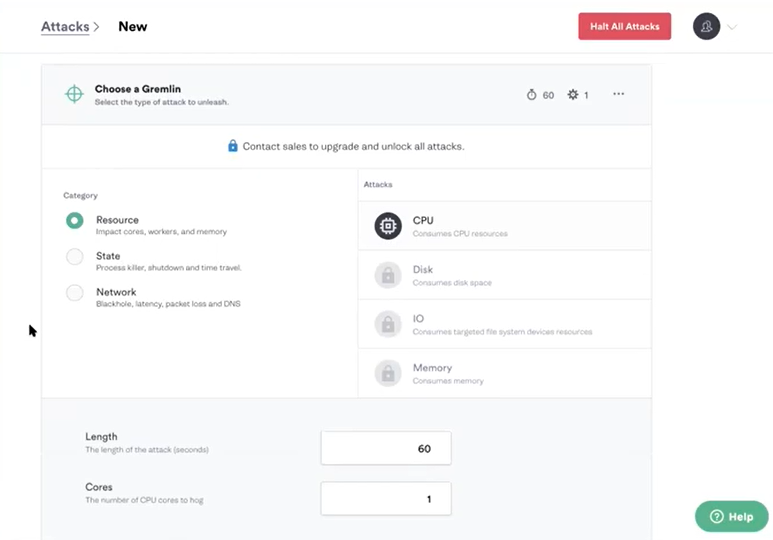 Attacks > New
Halt All Attacks
Choose a Gremlin
Select the type of attack to unleash.
60 1 ...
Contact sales to upgrade and unlock all attacks.
Category
Resource
Impact cores, workers, and memory
State
Process killer, shutdown and time travel.
Network
Blackhole, latency, packet loss and DNS
Attacks
CPU
Consumes CPU resources
Disk
Consumes disk space
IO
Consumes targeted file system devices resources
Memory
Consumes memory
Length
The length of the attack (seconds)
60
Cores
The number of CPU cores to hog
1
Help